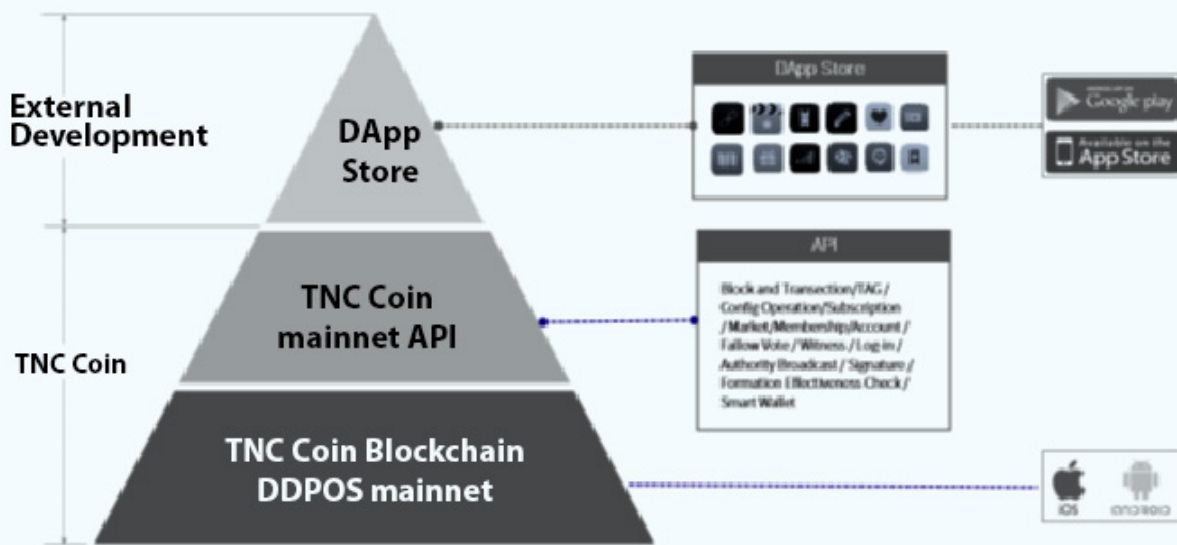 External
Development
DApp
Store
DApp Store
Google play
Available on the
App Store
TNC Coin
TNC Coin
mainnet API
API
Block and Transection/TAG /
Config Operation/Subscription
/ Market/Membership/Account /
Fallow Vote / Witness / Log-in /
Authority Broadcast / Signature /
Formation Effectiveness Check /
Smart Wallet
TNC Coin Blockchain
DDPOS mainnet
iOS
android